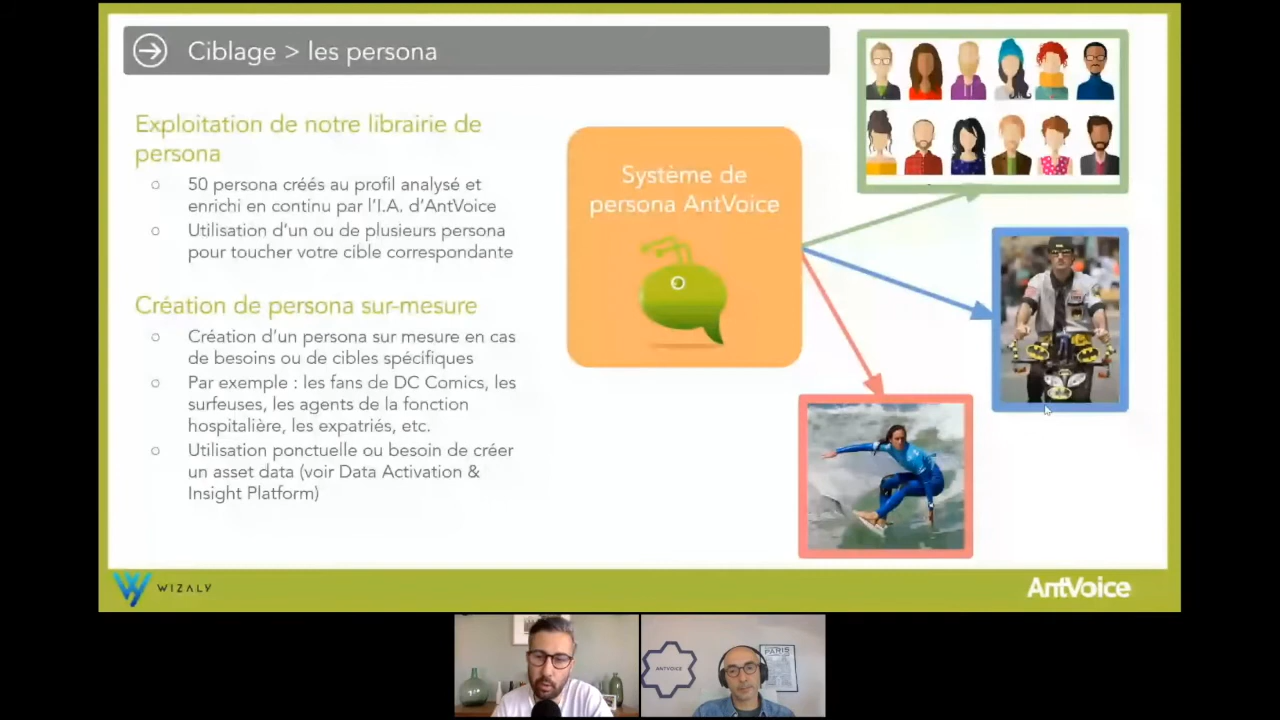 Ciblage > les persona
Exploitation de notre librairie de
persona
50 persona créés au profil analysé et
enrichi en continu par l'I.A. d'AntVoice
Utilisation d'un ou de plusieurs persona
pour toucher votre cible correspondante
Création de persona sur-mesure
Création d'un persona sur mesure en cas
de besoins ou de cibles spécifiques
Par exemple : les fans de DC Comics, les
surfeuses, les agents de la fonction
hospitalière, les expatriés, etc.
Utilisation ponctuelle ou besoin de créer
un asset data (voir Data Activation &
Insight Platform)
Système de
persona AntVoice
WIZALY
AntVoice
ANTVOICE
PARIS